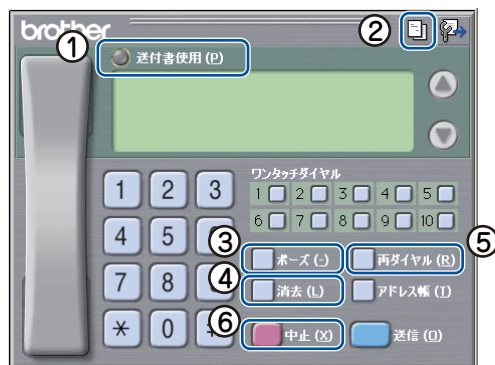 brother
① 送付書使用 (P)
②
ワンタッチダイヤル
1 2 3 4 5
6 7 8 9 10
1 2 3
4 5
③ ポーズ (-) ⑤ 再ダイヤル (R)
7 8
④ 消去 (L) アドレス帳 (I)
* 0
⑥ 中止 (X) 送信 (O)